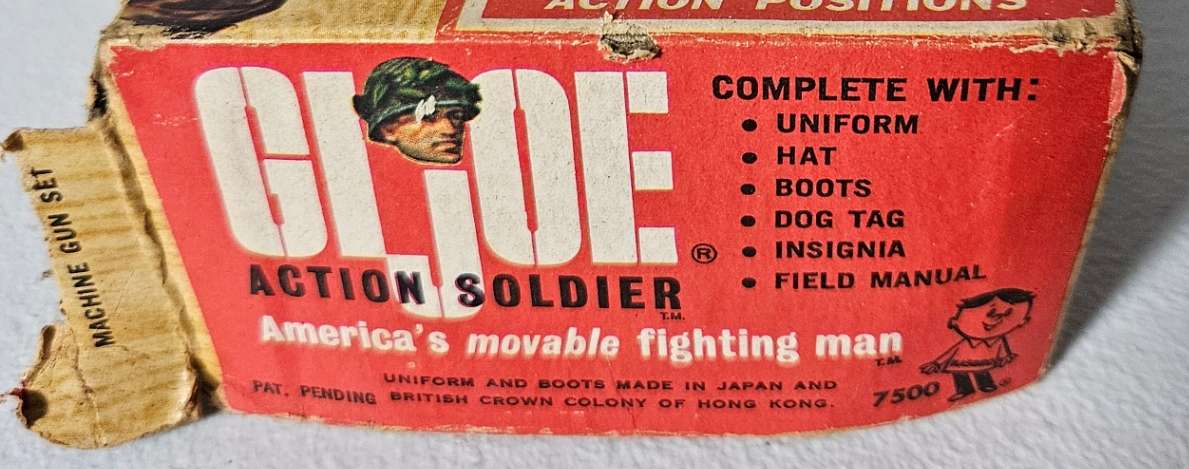 ACTION POSITIONS
MACHINE GUN SET
GI JOE ®
ACTION SOLDIER T.M.
America's movable fighting man T.M.
COMPLETE WITH:
• UNIFORM
• HAT
• BOOTS
• DOG TAG
• INSIGNIA
• FIELD MANUAL
PAT. PENDING
UNIFORM AND BOOTS MADE IN JAPAN AND
BRITISH CROWN COLONY OF HONG KONG.
7500
®